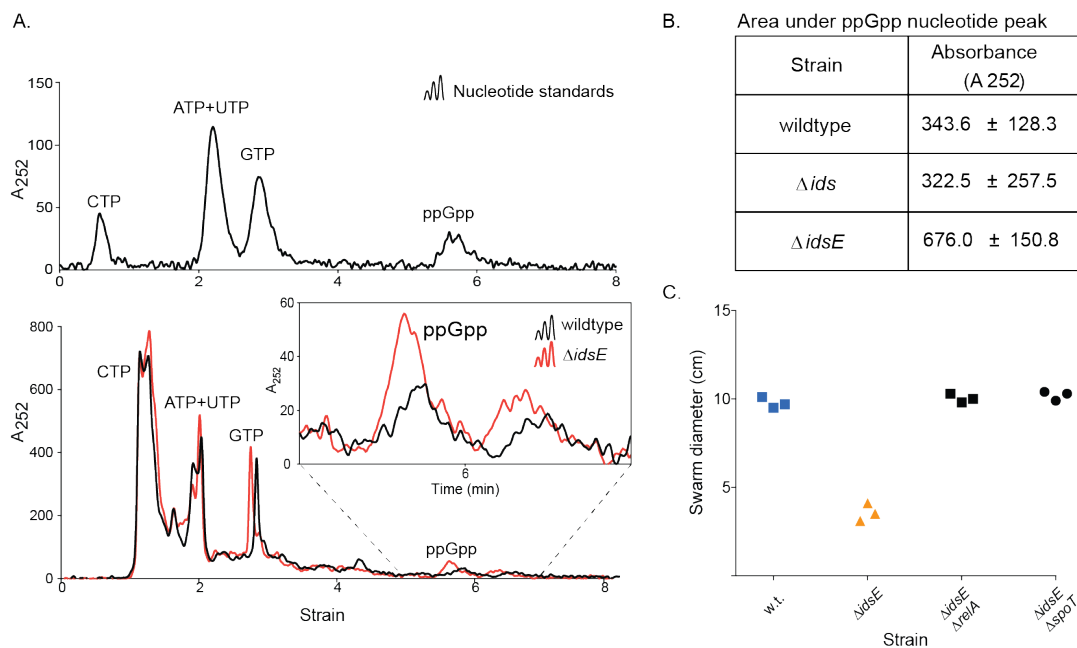 A.
150
100
50
0
A252
CTP
ATP+UTP
GTP
ppGpp
Nucleotide standards
0 2 4 6 8
800
600
400
200
0
A252
CTP
ATP+UTP
GTP
ppGpp
0 2 4 6 8
Strain
60
40
20
0
A252
ppGpp
wildtype
ΔidsE
6
Time (min)
B. Area under ppGpp nucleotide peak
Strain Absorbance (A 252)
wildtype 343.6 ± 128.3
Δids 322.5 ± 257.5
ΔidsE 676.0 ± 150.8
C.
15
10
5
Swarm diameter (cm)
w.t.
ΔidsE
ΔidsE
ΔrelA
ΔidsE
ΔspoT
Strain